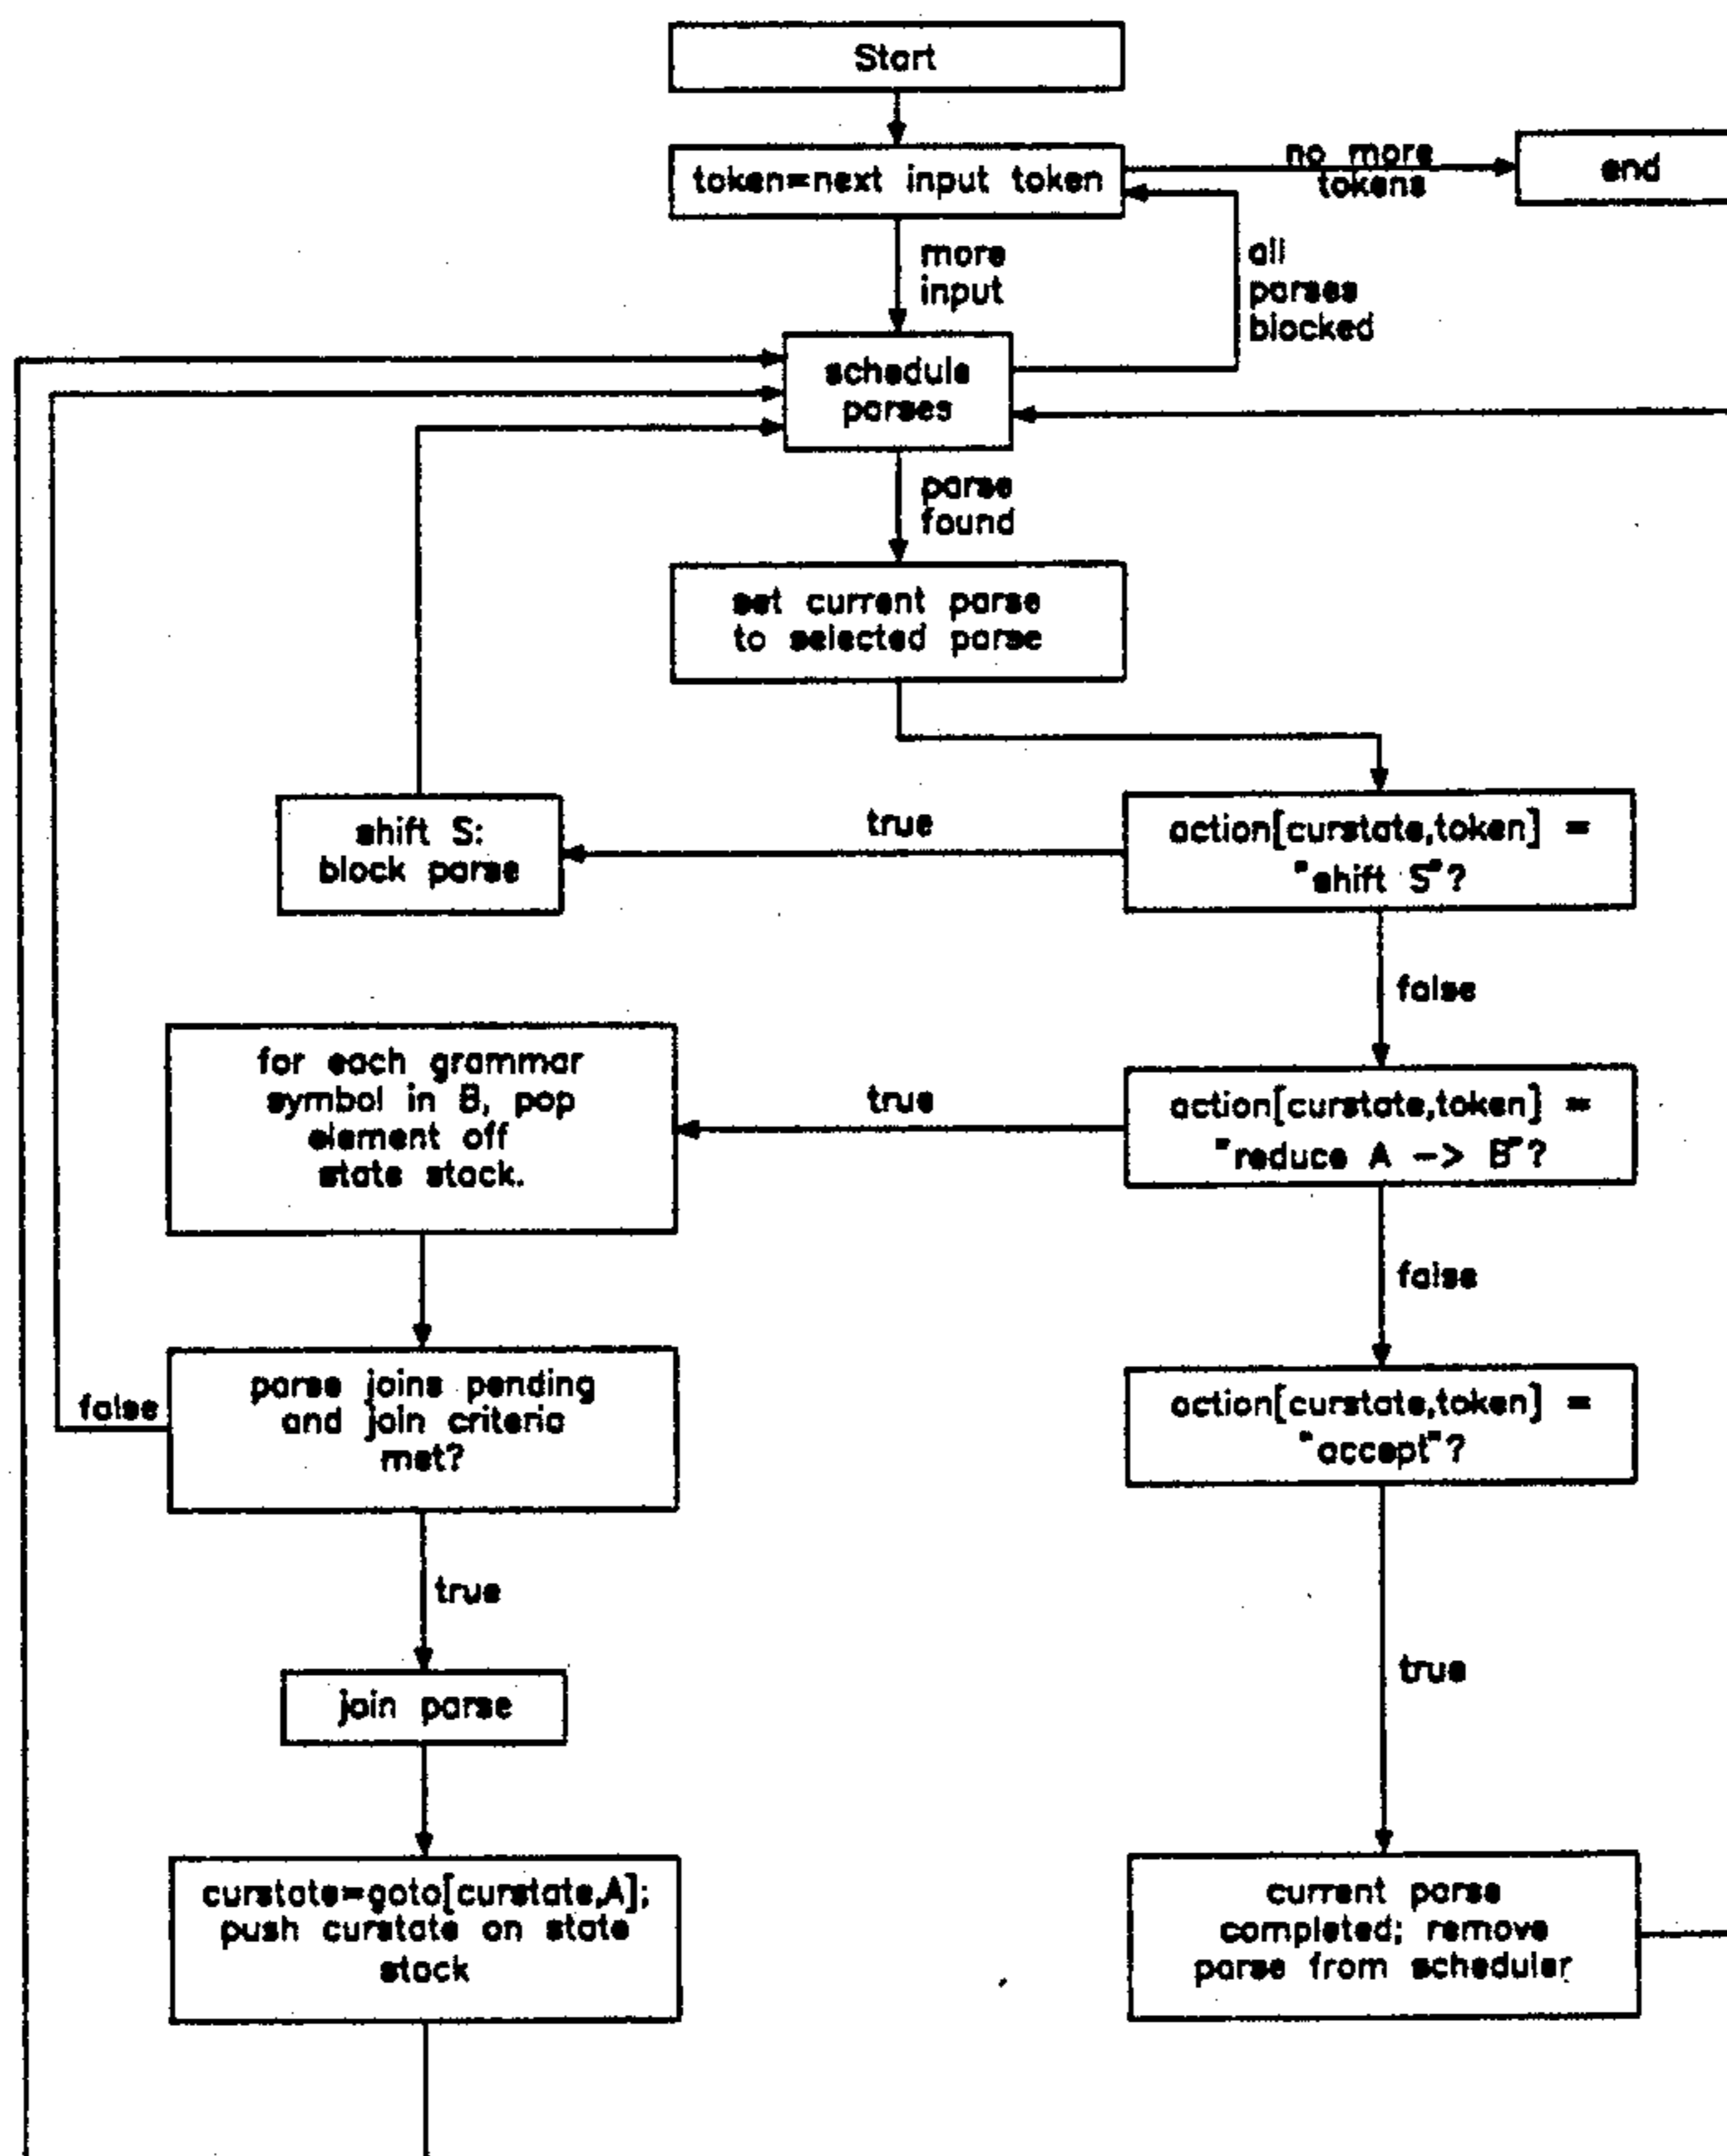 Start
token=next input token
no more
tokens
end
more
input
all
parses
blocked
schedule
parses
parse
found
set current parse
to selected parse
shift S:
block parse
true
action[curstate,token] =
"shift S"?
false
for each grammar
symbol in B, pop
element off
state stack.
true
action[curstate,token] =
"reduce A -> B"?
false
false
parse joins pending
and join criteria
met?
action[curstate,token] =
"accept"?
true
true
join parse
curstate=goto[curstate,A];
push curstate on state
stack
current parse
completed; remove
parse from scheduler